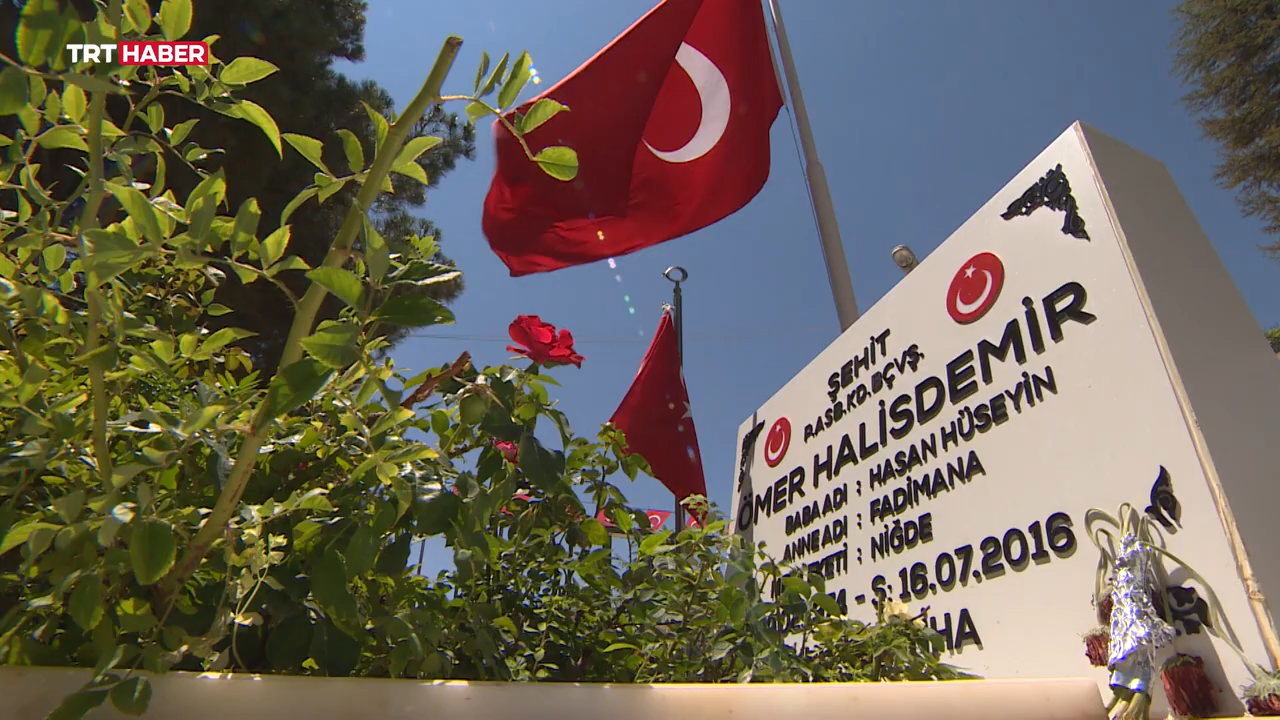 TRT HABER
ŞEHİT
P.ASB.KD.BÇVŞ.
ÖMER HALİSDEMİR
BABA ADI : HASAN HÜSEYİN
ANNE ADI : FADİMANA
: NİĞDE
- Ş: 16.07.2016